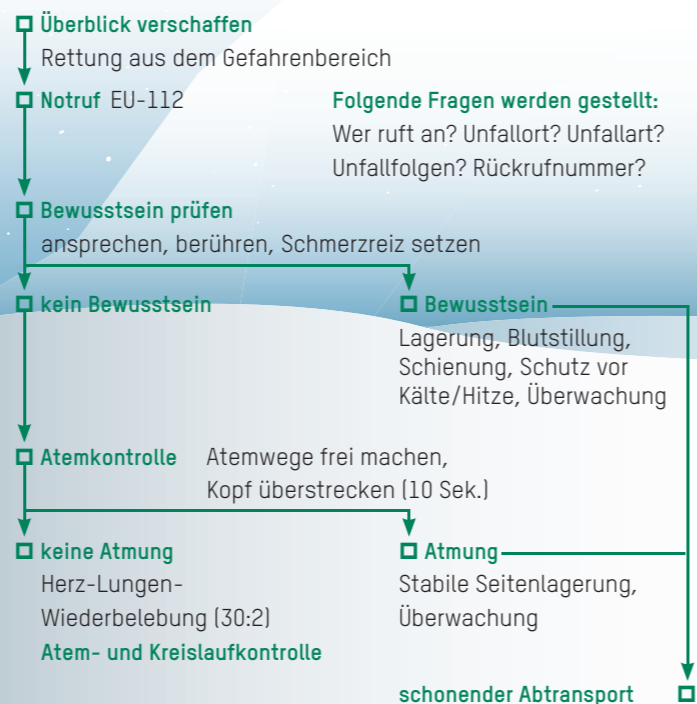 Überblick verschaffen
Rettung aus dem Gefahrenbereich
Notruf EU-112
Folgende Fragen werden gestellt:
Wer ruft an? Unfallort? Unfallart?
Unfallfolgen? Rückrufnummer?
Bewusstsein prüfen
ansprechen, berühren, Schmerzreiz setzen
kein Bewusstsein
Bewusstsein
Lagerung, Blutstillung,
Schienung, Schutz vor
Kälte/Hitze, Überwachung
Atemkontrolle
Atemwege frei machen,
Kopf überstrecken (10 Sek.)
keine Atmung
Herz-Lungen-
Wiederbelebung (30:2)
Atem- und Kreislaufkontrolle
Atmung
Stabile Seitenlagerung,
Überwachung
schonender Abtransport